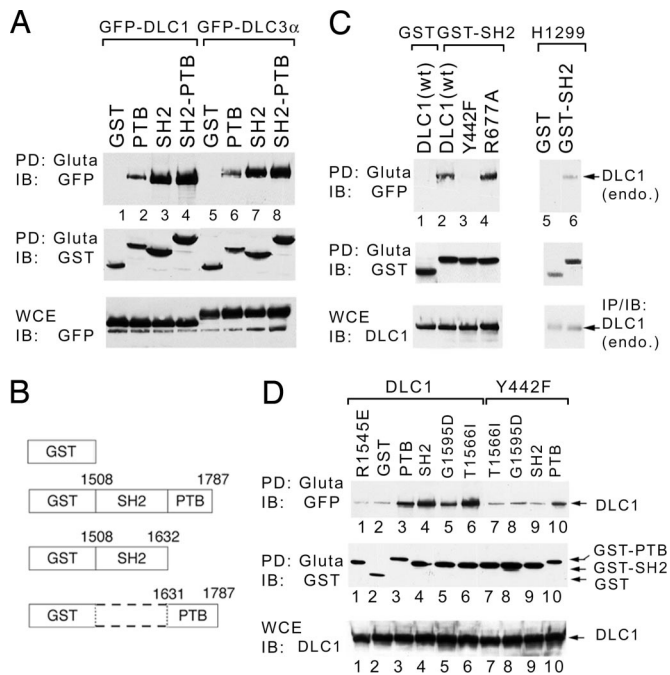 A
GFP-DLC1 GFP-DLC3α
GST
PTB
SH2
SH2-PTB
GST
PTB
SH2
SH2-PTB
PD: Gluta
IB: GFP
1 2 3 4 5 6 7 8
PD: Gluta
IB: GST
WCE
IB: GFP
B
GST
1508 1787
GST SH2 PTB
1508 1632
GST SH2
1631 1787
GST PTB
C
GST GST-SH2 H1299
DLC1(wt)
DLC1(wt)
Y442F
R677A
GST
GST-SH2
PD: Gluta
IB: GFP
DLC1
(endo.)
1 2 3 4 5 6
PD: Gluta
IB: GST
WCE
IB: DLC1
IP/IB:
DLC1
(endo.)
D
DLC1 Y442F
R1545E
GST
PTB
SH2
G1595D
T1566I
T1566I
G1595D
SH2
PTB
PD: Gluta
IB: GFP
DLC1
1 2 3 4 5 6 7 8 9 10
PD: Gluta
IB: GST
GST-PTB
GST-SH2
GST
1 2 3 4 5 6 7 8 9 10
WCE
IB: DLC1
DLC1
1 2 3 4 5 6 7 8 9 10